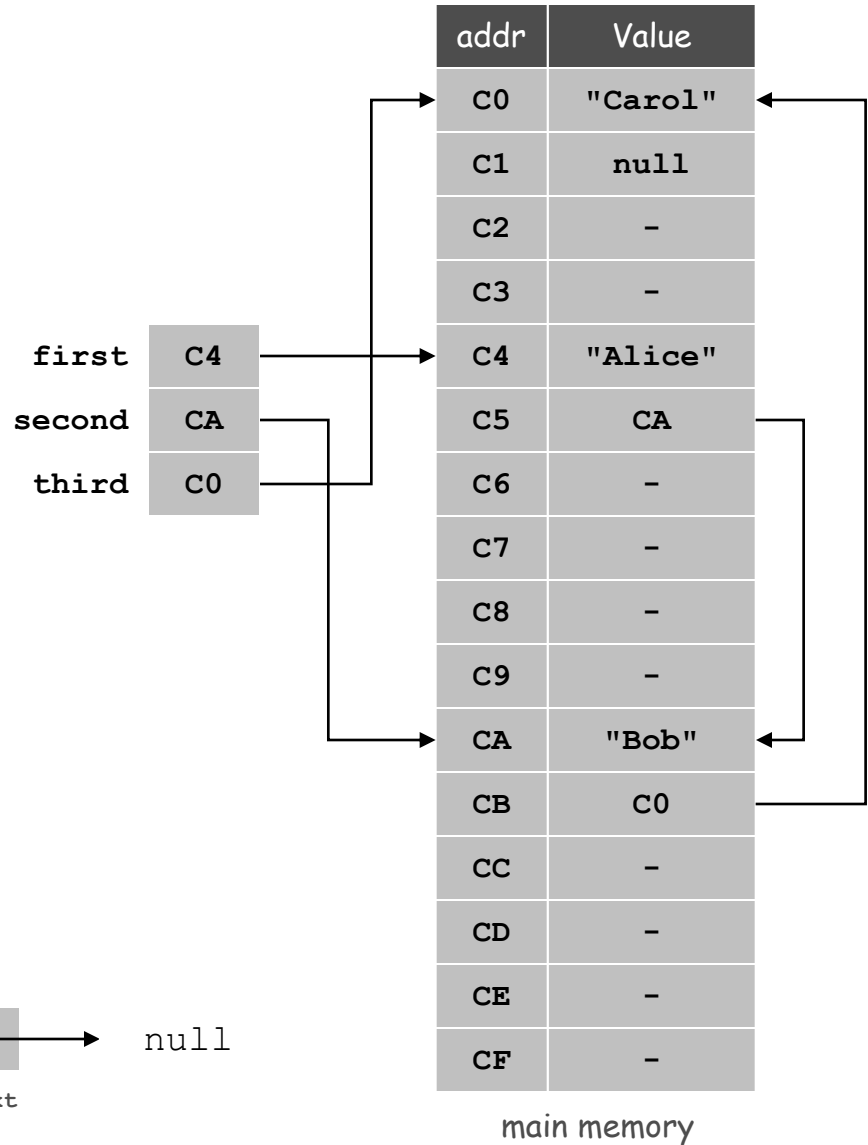 addr Value
C0 "Carol"
C1 null
C2 -
C3 -
first C4 C4 "Alice"
second CA C5 CA
third C0 C6 -
C7 -
C8 -
C9 -
CA "Bob"
CB C0
CC -
CD -
CE -
null
CF -
main memory